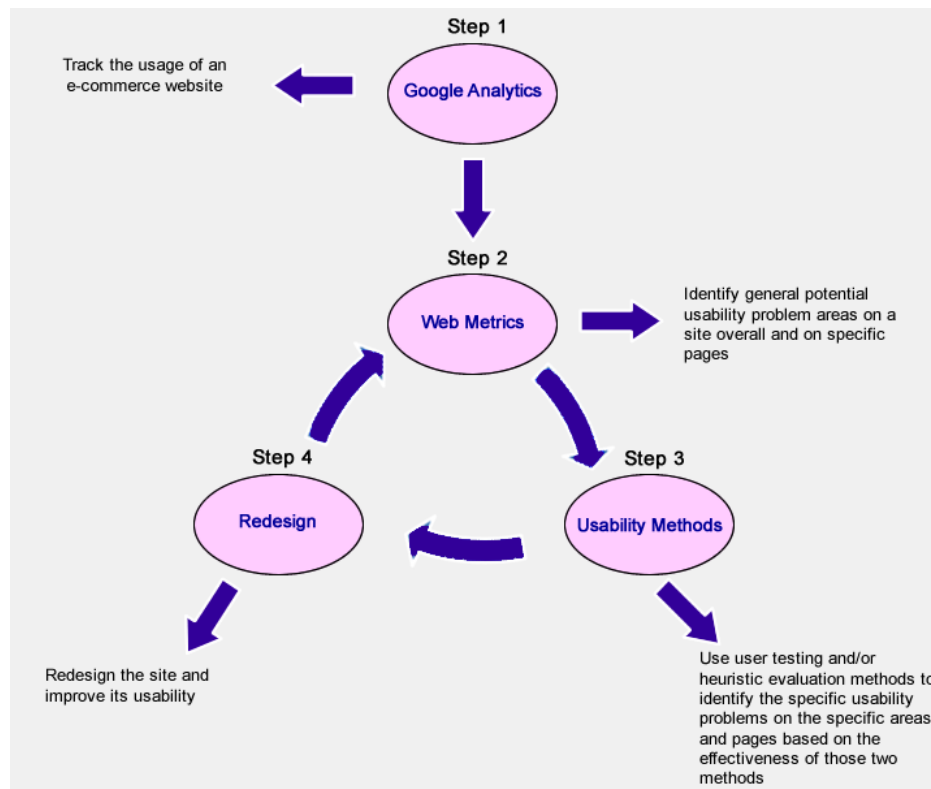 Step 1
Google Analytics
Track the usage of an
e-commerce website
Step 2
Web Metrics
Identify general potential
usability problem areas on a
site overall and on specific
pages
Step 4
Redesign
Step 3
Usability Methods
Redesign the site and
improve its usability
Use user testing and/or
heuristic evaluation methods to
identify the specific usability
problems on the specific areas
and pages based on the
effectiveness of those two
methods